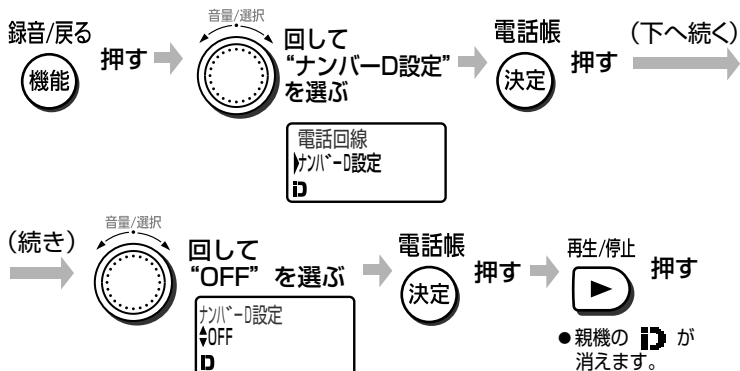 録音/戻る
機能
押す
音量/選択
回して
“ナンバーD設定”
を選ぶ
電話帳
決定
押す
(下へ続く)
電話回線
ﾅﾝﾊﾞｰD設定
D
(続き)
音量/選択
回して
“OFF” を選ぶ
ﾅﾝﾊﾞｰD設定
OFF
D
電話帳
決定
押す
再生/停止
押す
●親機の D が
消えます。